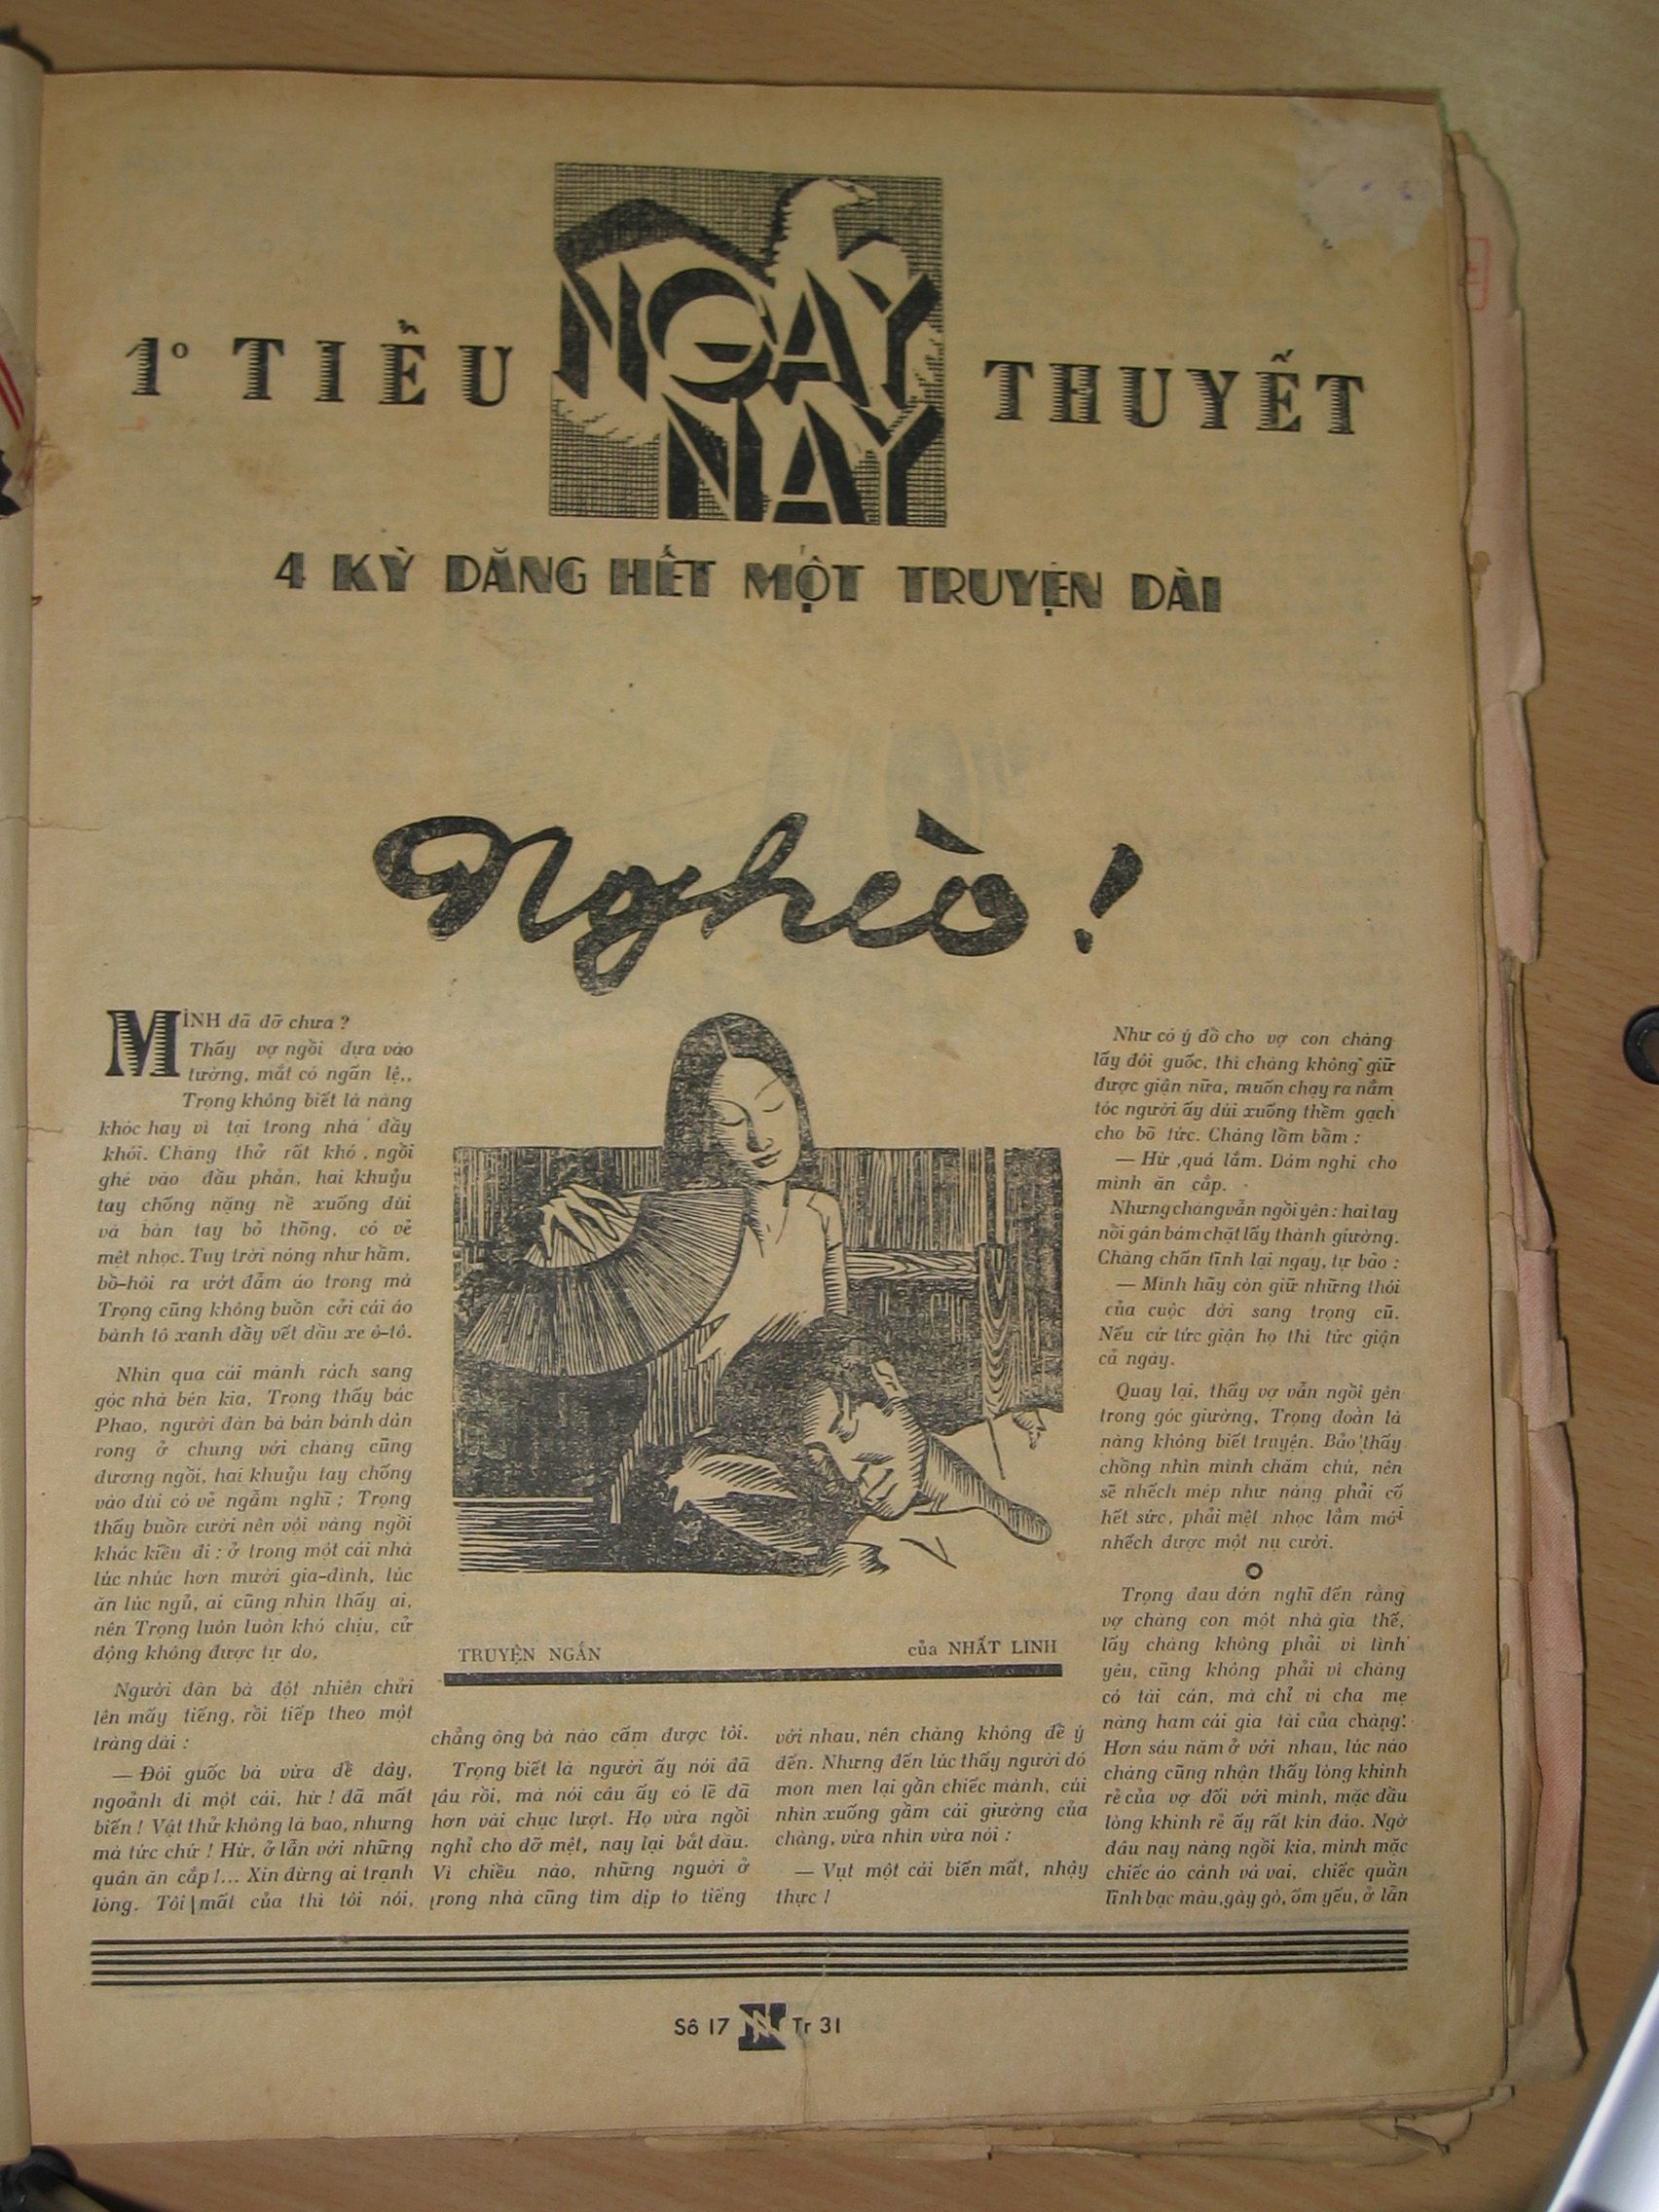 1º TIỂU
NGAY
NAY
THUYẾT
4 KỲ ĐĂNG HẾT MỘT TRUYỆN DÀI
Nghèo !
MÌNH đã đỡ chưa ?
Thấy vợ ngồi dựa vào
tường, mắt có ngấn lệ,.
Trọng không biết là nàng
khóc hay vì tại trong nhà đầy
khói. Chàng thở rất khó, ngồi
ghé vào đầu phản, hai khuỷu
tay chống nặng nề xuống đùi
và bàn tay bỏ thõng, có vẻ
mệt nhọc. Tuy trời nóng như hầm,
bồ-hôi ra ướt đẫm áo trong mà
Trọng cũng không buồn cởi cái áo
bành tô xanh đầy vết dầu xe ô-tô.
Nhìn qua cái mành rách sang
góc nhà bên kia, Trọng thấy bác
Phao, người đàn bà bán bánh dán
rong ở chung với chàng cũng
đương ngồi, hai khuỷu tay chống
vào đùi có vẻ ngẫm nghĩ ; Trọng
thấy buồn cười nên vội vàng ngồi
khác kiểu đi : ở trong một cái nhà
lúc nhúc hơn mười gia-đình, lúc
ăn lúc ngủ, ai cũng nhìn thấy ai,
nên Trọng luôn luôn khó chịu, cử
động không được tự do,
Người đàn bà đột nhiên chửi
lên mấy tiếng, rồi tiếp theo một
tràng dài :
— Đôi guốc bà vừa để đây,
ngoảnh đi một cái, hừ ! đã mất
biến ! Vật thử không là bao, nhưng
mà tức chứ ! Hừ, ở lẫn với những
quân ăn cắp !... Xin đừng ai trạnh
lòng. Tôi mất của thì tôi nói,
TRUYỆN NGẮN
của NHẤT LINH
chẳng ông bà nào cấm được tôi.
Trọng biết là người ấy nói đã
lâu rồi, mà nói câu ấy có lẽ đã
hơn vài chục lượt. Họ vừa ngồi
nghỉ cho đỡ mệt, nay lại bắt đầu.
Vì chiều nào, những người ở
trong nhà cũng tìm dịp to tiếng
với nhau, nên chàng không để ý
đến. Nhưng đến lúc thấy người đó
mon men lại gần chiếc mành, cúi
nhìn xuống gầm cái giường của
chàng, vừa nhìn vừa nói :
— Vụt một cái biến mất, nhậy
thực !
Như có ý đồ cho vợ con chàng
lấy đôi guốc, thì chàng không giữ
được giận nữa, muốn chạy ra nắm
tóc người ấy dúi xuống thềm gạch
cho bõ tức. Chàng lầm bầm :
— Hừ, quá lắm. Dám nghi cho
mình ăn cắp.
Nhưng chàng vẫn ngồi yên : hai tay
nổi gân bám chặt lấy thành giường.
Chàng chấn tĩnh lại ngay, tự bảo :
— Mình hãy còn giữ những thói
của cuộc đời sang trọng cũ.
Nếu cứ tức giận họ thì tức giận
cả ngày.
Quay lại, thấy vợ vẫn ngồi yên
trong góc giường, Trọng đoán là
nàng không biết truyện. Bảo thấy
chồng nhìn mình chăm chú, nên
sẽ nhếch mép như nàng phải cố
hết sức, phải mệt nhọc lắm mới
nhếch được một nụ cười.
Trọng đau đớn nghĩ đến rằng
vợ chàng con một nhà gia thế,
lấy chàng không phải vì tình
yêu, cũng không phải vì chàng
có tài cán, mà chỉ vì cha mẹ
nàng ham cái gia tài của chàng.
Hơn sáu năm ở với nhau, lúc nào
chàng cũng nhận thấy lòng khinh
rẻ của vợ đối với mình, mặc dầu
lòng khinh rẻ ấy rất kín đáo. Ngờ
đâu nay nàng ngồi kia, mình mặc
chiếc áo cánh vá vai, chiếc quần
lĩnh bạc màu, gày gò, ốm yếu, ở lẫn
Số 17 Tr 31